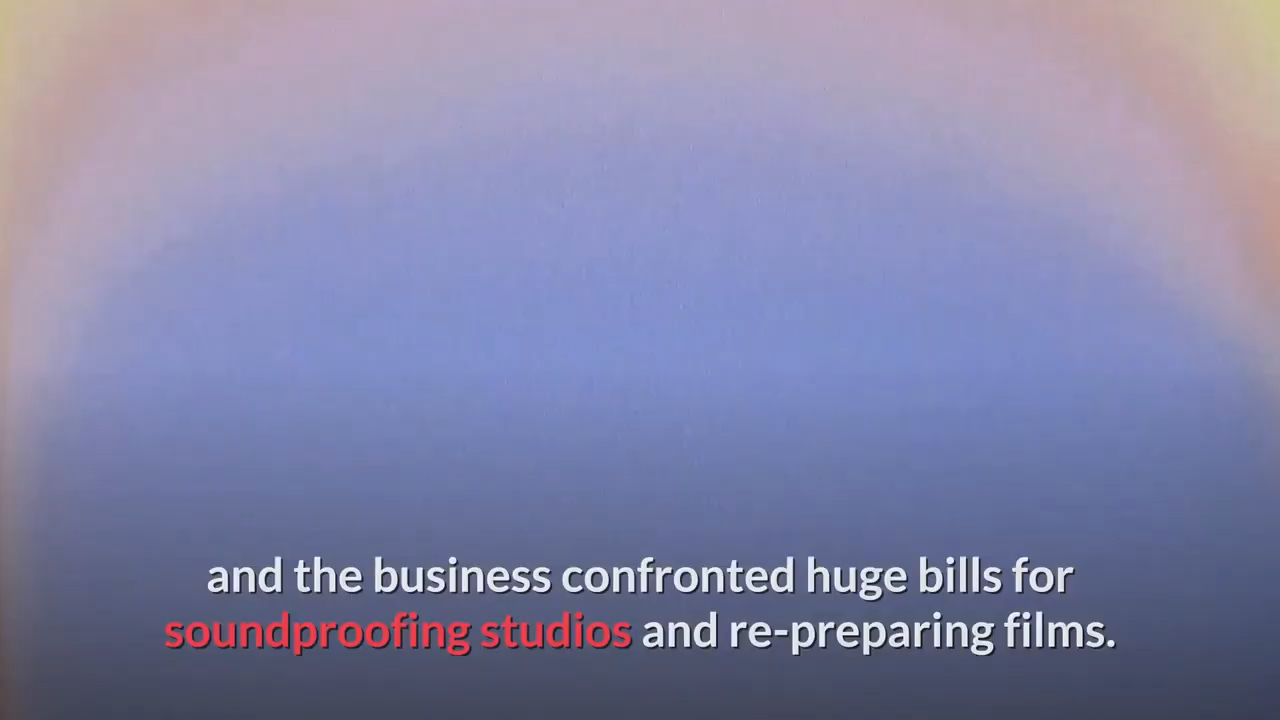 and the business confronted huge bills for
soundproofing studios and re-preparing films.